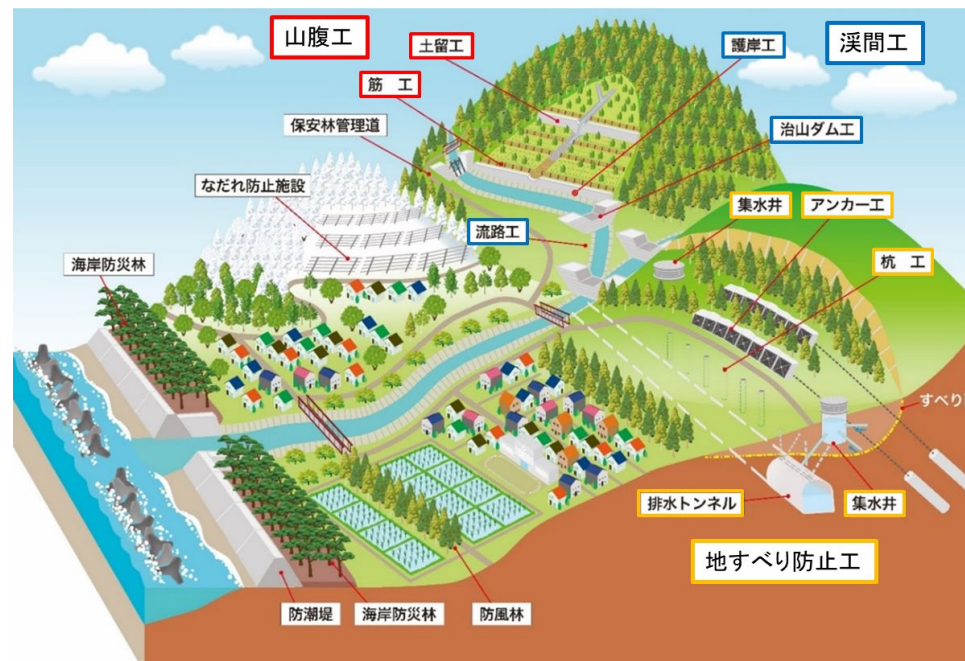 山腹工
土留工
護岸工
渓間工
筋　工
保安林管理道
治山ダム工
なだれ防止施設
集水井
アンカー工
流路工
海岸防災林
杭　工
すべり
排水トンネル
集水井
地すべり防止工
防潮堤
海岸防災林
防風林